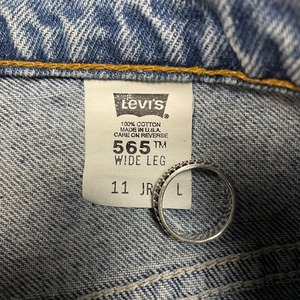 LEVI'S
100% COTTON
MADE IN U.S.A.
CARE ON REVERSE
565™
WIDE LEG
11 JR L